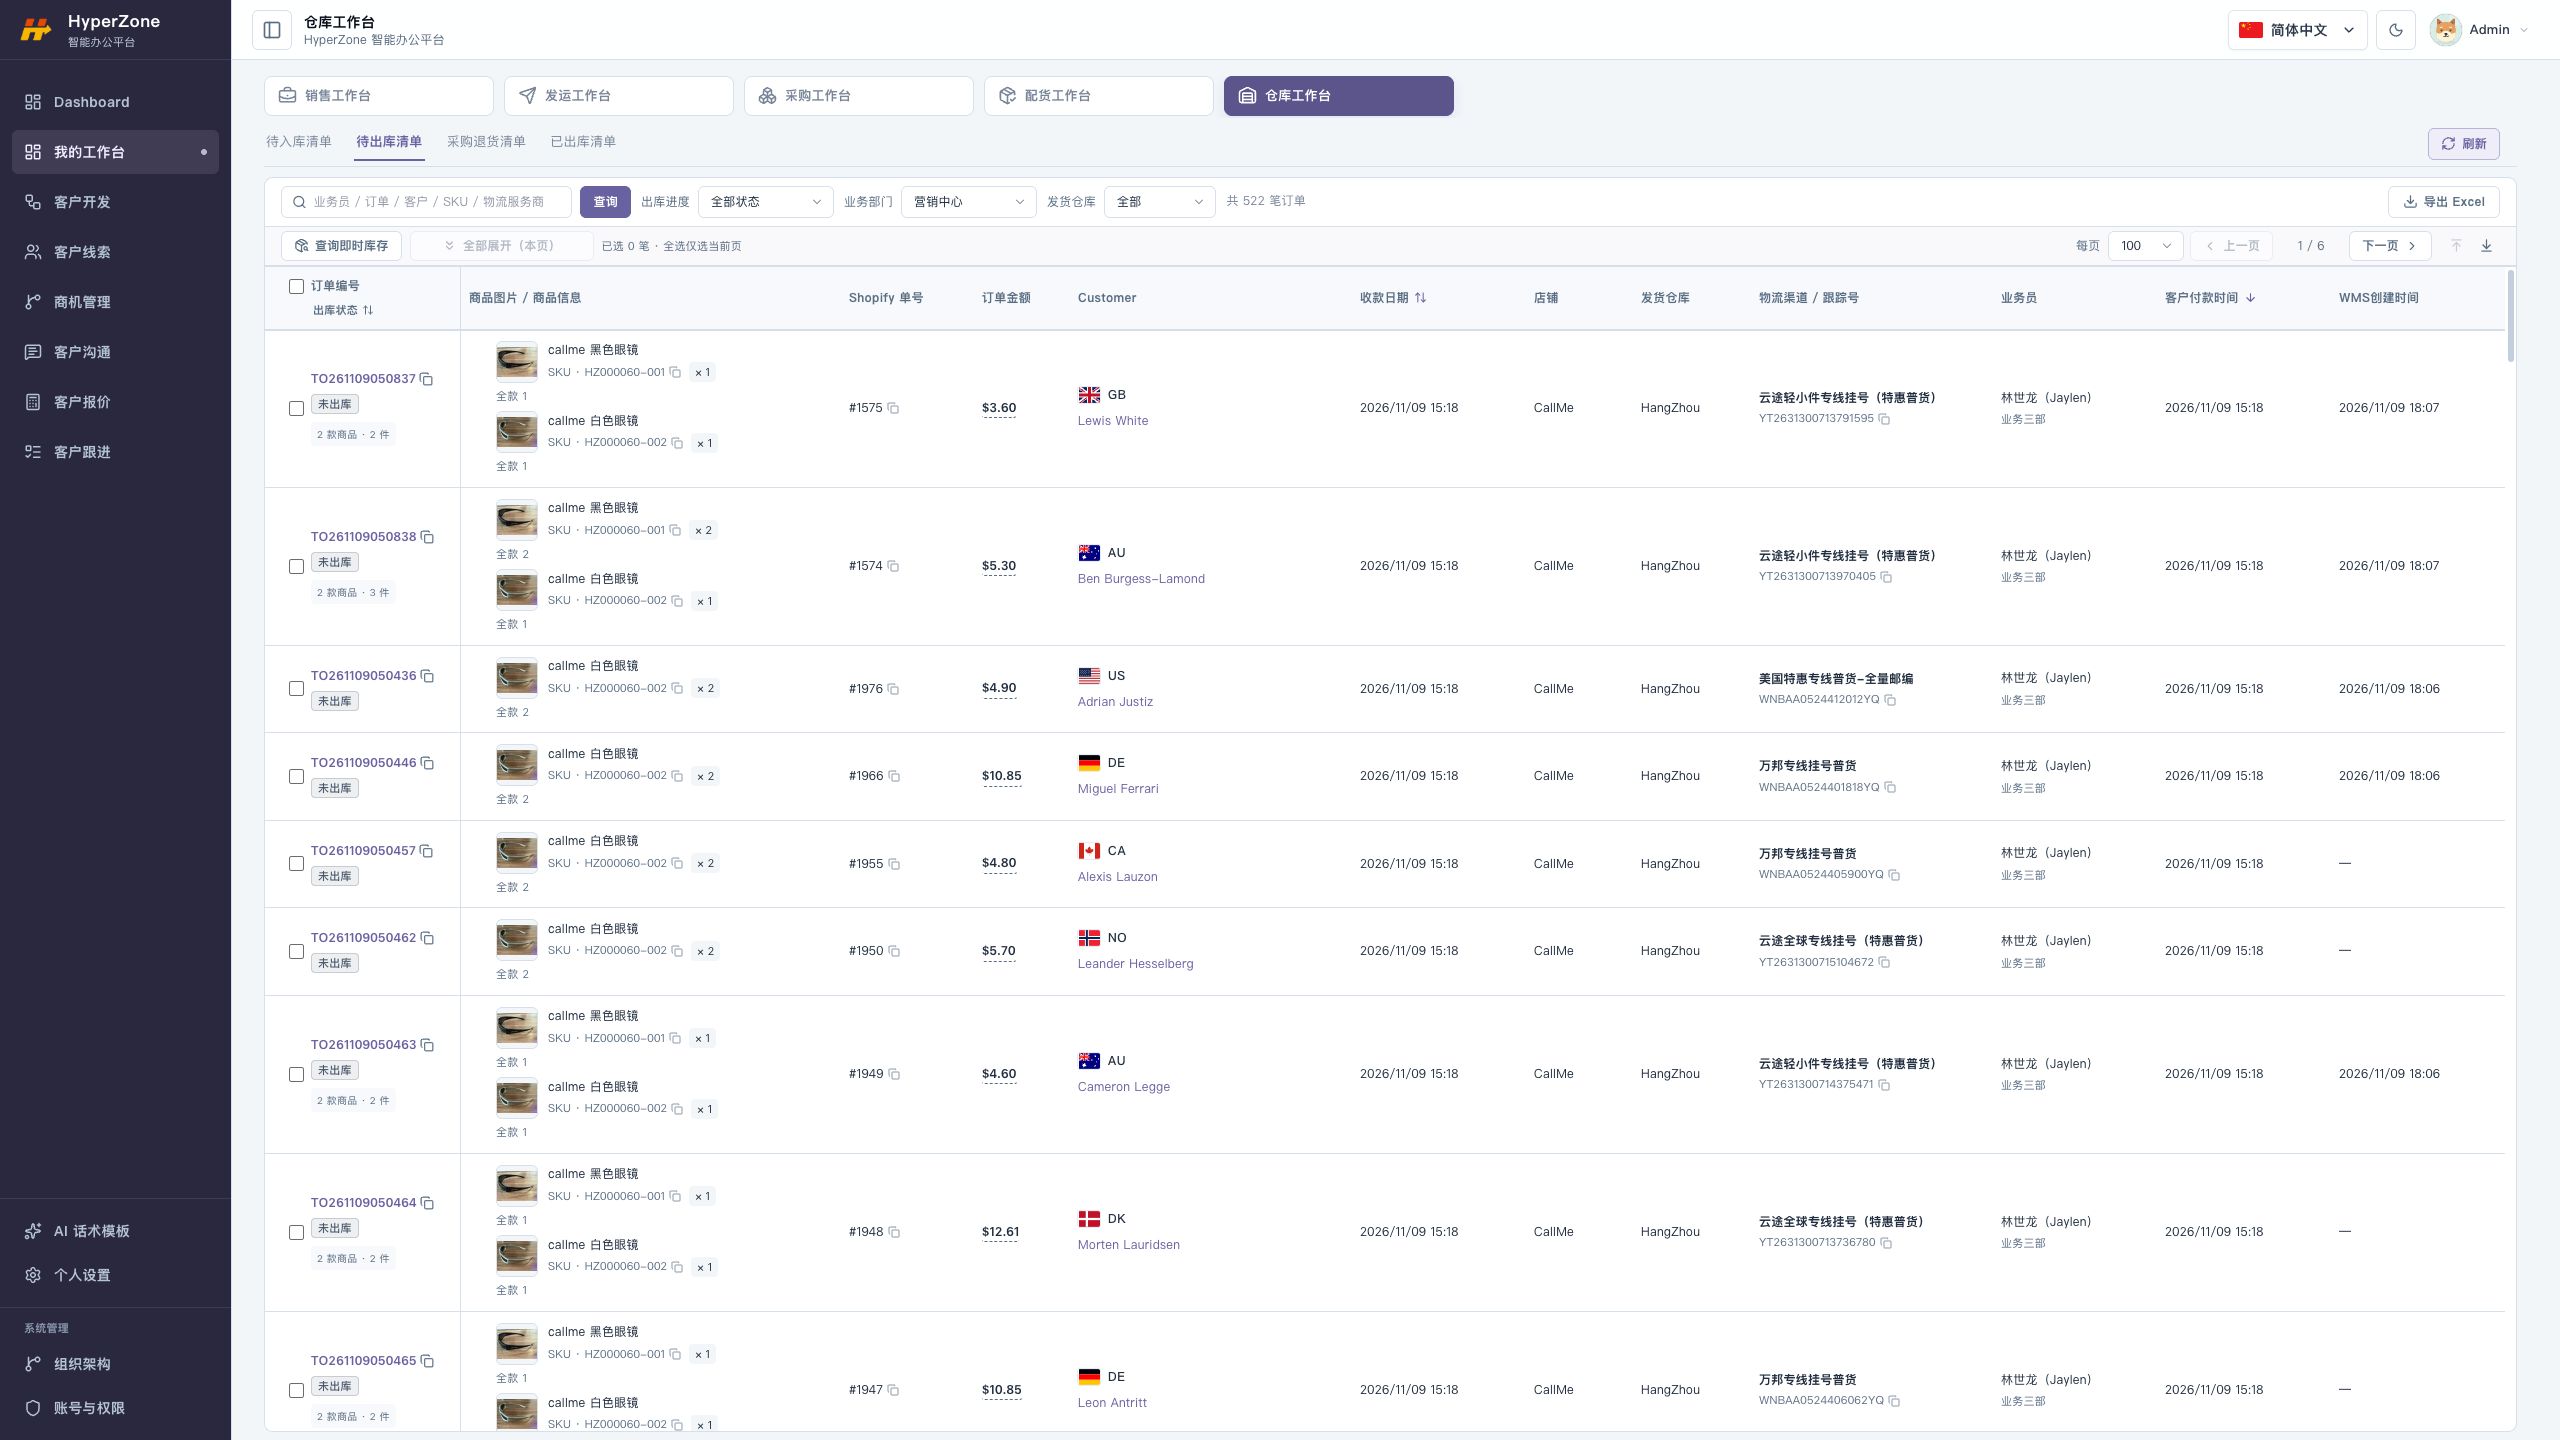 HyperZone
智能办公平台
Dashboard
我的工作台
客户开发
客户线索
商机管理
客户沟通
客户报价
客户跟进
AI 话术模板
个人设置
系统管理
组织架构
账号与权限
仓库工作台
HyperZone 智能办公平台
简体中文
Admin
销售工作台
发运工作台
采购工作台
配货工作台
仓库工作台
待入库清单 待出库清单 采购退货清单 已出库清单
刷新
业务员 / 订单 / 客户 / SKU / 物流服务商 查询 出库进度 全部状态 业务部门 营销中心 发货仓库 全部 共 522 笔订单
导出 Excel
查询即时库存 全部展开（本页） 已选 0 笔 · 全选仅选当前页
每页 100 上一页 1 / 6 下一页
订单编号
出库状态
商品图片 / 商品信息 Shopify 单号 订单金额 Customer 收款日期 店铺 发货仓库 物流渠道 / 跟踪号 业务员 客户付款时间 WMS创建时间
TO261109050837
未出库
2 款商品 · 2 件
callme 黑色眼镜
SKU · HZ000060-001 × 1
全款 1
callme 白色眼镜
SKU · HZ000060-002 × 1
全款 1
#1575
$3.60
GB
Lewis White
2026/11/09 15:18
CallMe
HangZhou
云途轻小件专线挂号（特惠普货）
YT2631300713791595
林世龙（Jaylen）
业务三部
2026/11/09 15:18
2026/11/09 18:07
TO261109050838
未出库
2 款商品 · 3 件
callme 黑色眼镜
SKU · HZ000060-001 × 2
全款 2
callme 白色眼镜
SKU · HZ000060-002 × 1
全款 1
#1574
$5.30
AU
Ben Burgess-Lamond
2026/11/09 15:18
CallMe
HangZhou
云途轻小件专线挂号（特惠普货）
YT2631300713970405
林世龙（Jaylen）
业务三部
2026/11/09 15:18
2026/11/09 18:07
TO261109050436
未出库
callme 白色眼镜
SKU · HZ000060-002 × 2
全款 2
#1976
$4.90
US
Adrian Justiz
2026/11/09 15:18
CallMe
HangZhou
美国特惠专线普货-全量邮编
WNBAA0524412012YQ
林世龙（Jaylen）
业务三部
2026/11/09 15:18
2026/11/09 18:06
TO261109050446
未出库
callme 白色眼镜
SKU · HZ000060-002 × 2
全款 2
#1966
$10.85
DE
Miguel Ferrari
2026/11/09 15:18
CallMe
HangZhou
万邦专线挂号普货
WNBAA0524401818YQ
林世龙（Jaylen）
业务三部
2026/11/09 15:18
2026/11/09 18:06
TO261109050457
未出库
callme 白色眼镜
SKU · HZ000060-002 × 2
全款 2
#1955
$4.80
CA
Alexis Lauzon
2026/11/09 15:18
CallMe
HangZhou
万邦专线挂号普货
WNBAA0524405900YQ
林世龙（Jaylen）
业务三部
2026/11/09 15:18
—
TO261109050462
未出库
callme 白色眼镜
SKU · HZ000060-002 × 2
全款 2
#1950
$5.70
NO
Leander Hesselberg
2026/11/09 15:18
CallMe
HangZhou
云途全球专线挂号（特惠普货）
YT2631300715104672
林世龙（Jaylen）
业务三部
2026/11/09 15:18
—
TO261109050463
未出库
2 款商品 · 2 件
callme 黑色眼镜
SKU · HZ000060-001 × 1
全款 1
callme 白色眼镜
SKU · HZ000060-002 × 1
全款 1
#1949
$4.60
AU
Cameron Legge
2026/11/09 15:18
CallMe
HangZhou
云途轻小件专线挂号（特惠普货）
YT2631300714375471
林世龙（Jaylen）
业务三部
2026/11/09 15:18
2026/11/09 18:06
TO261109050464
未出库
2 款商品 · 2 件
callme 黑色眼镜
SKU · HZ000060-001 × 1
全款 1
callme 白色眼镜
SKU · HZ000060-002 × 1
全款 1
#1948
$12.61
DK
Morten Lauridsen
2026/11/09 15:18
CallMe
HangZhou
云途全球专线挂号（特惠普货）
YT2631300713736780
林世龙（Jaylen）
业务三部
2026/11/09 15:18
—
TO261109050465
未出库
2 款商品 · 2 件
callme 黑色眼镜
SKU · HZ000060-001 × 1
全款 1
callme 白色眼镜
SKU · HZ000060-002 × 1
#1947
$10.85
DE
Leon Antritt
2026/11/09 15:18
CallMe
HangZhou
万邦专线挂号普货
WNBAA0524406062YQ
林世龙（Jaylen）
业务三部
2026/11/09 15:18
—